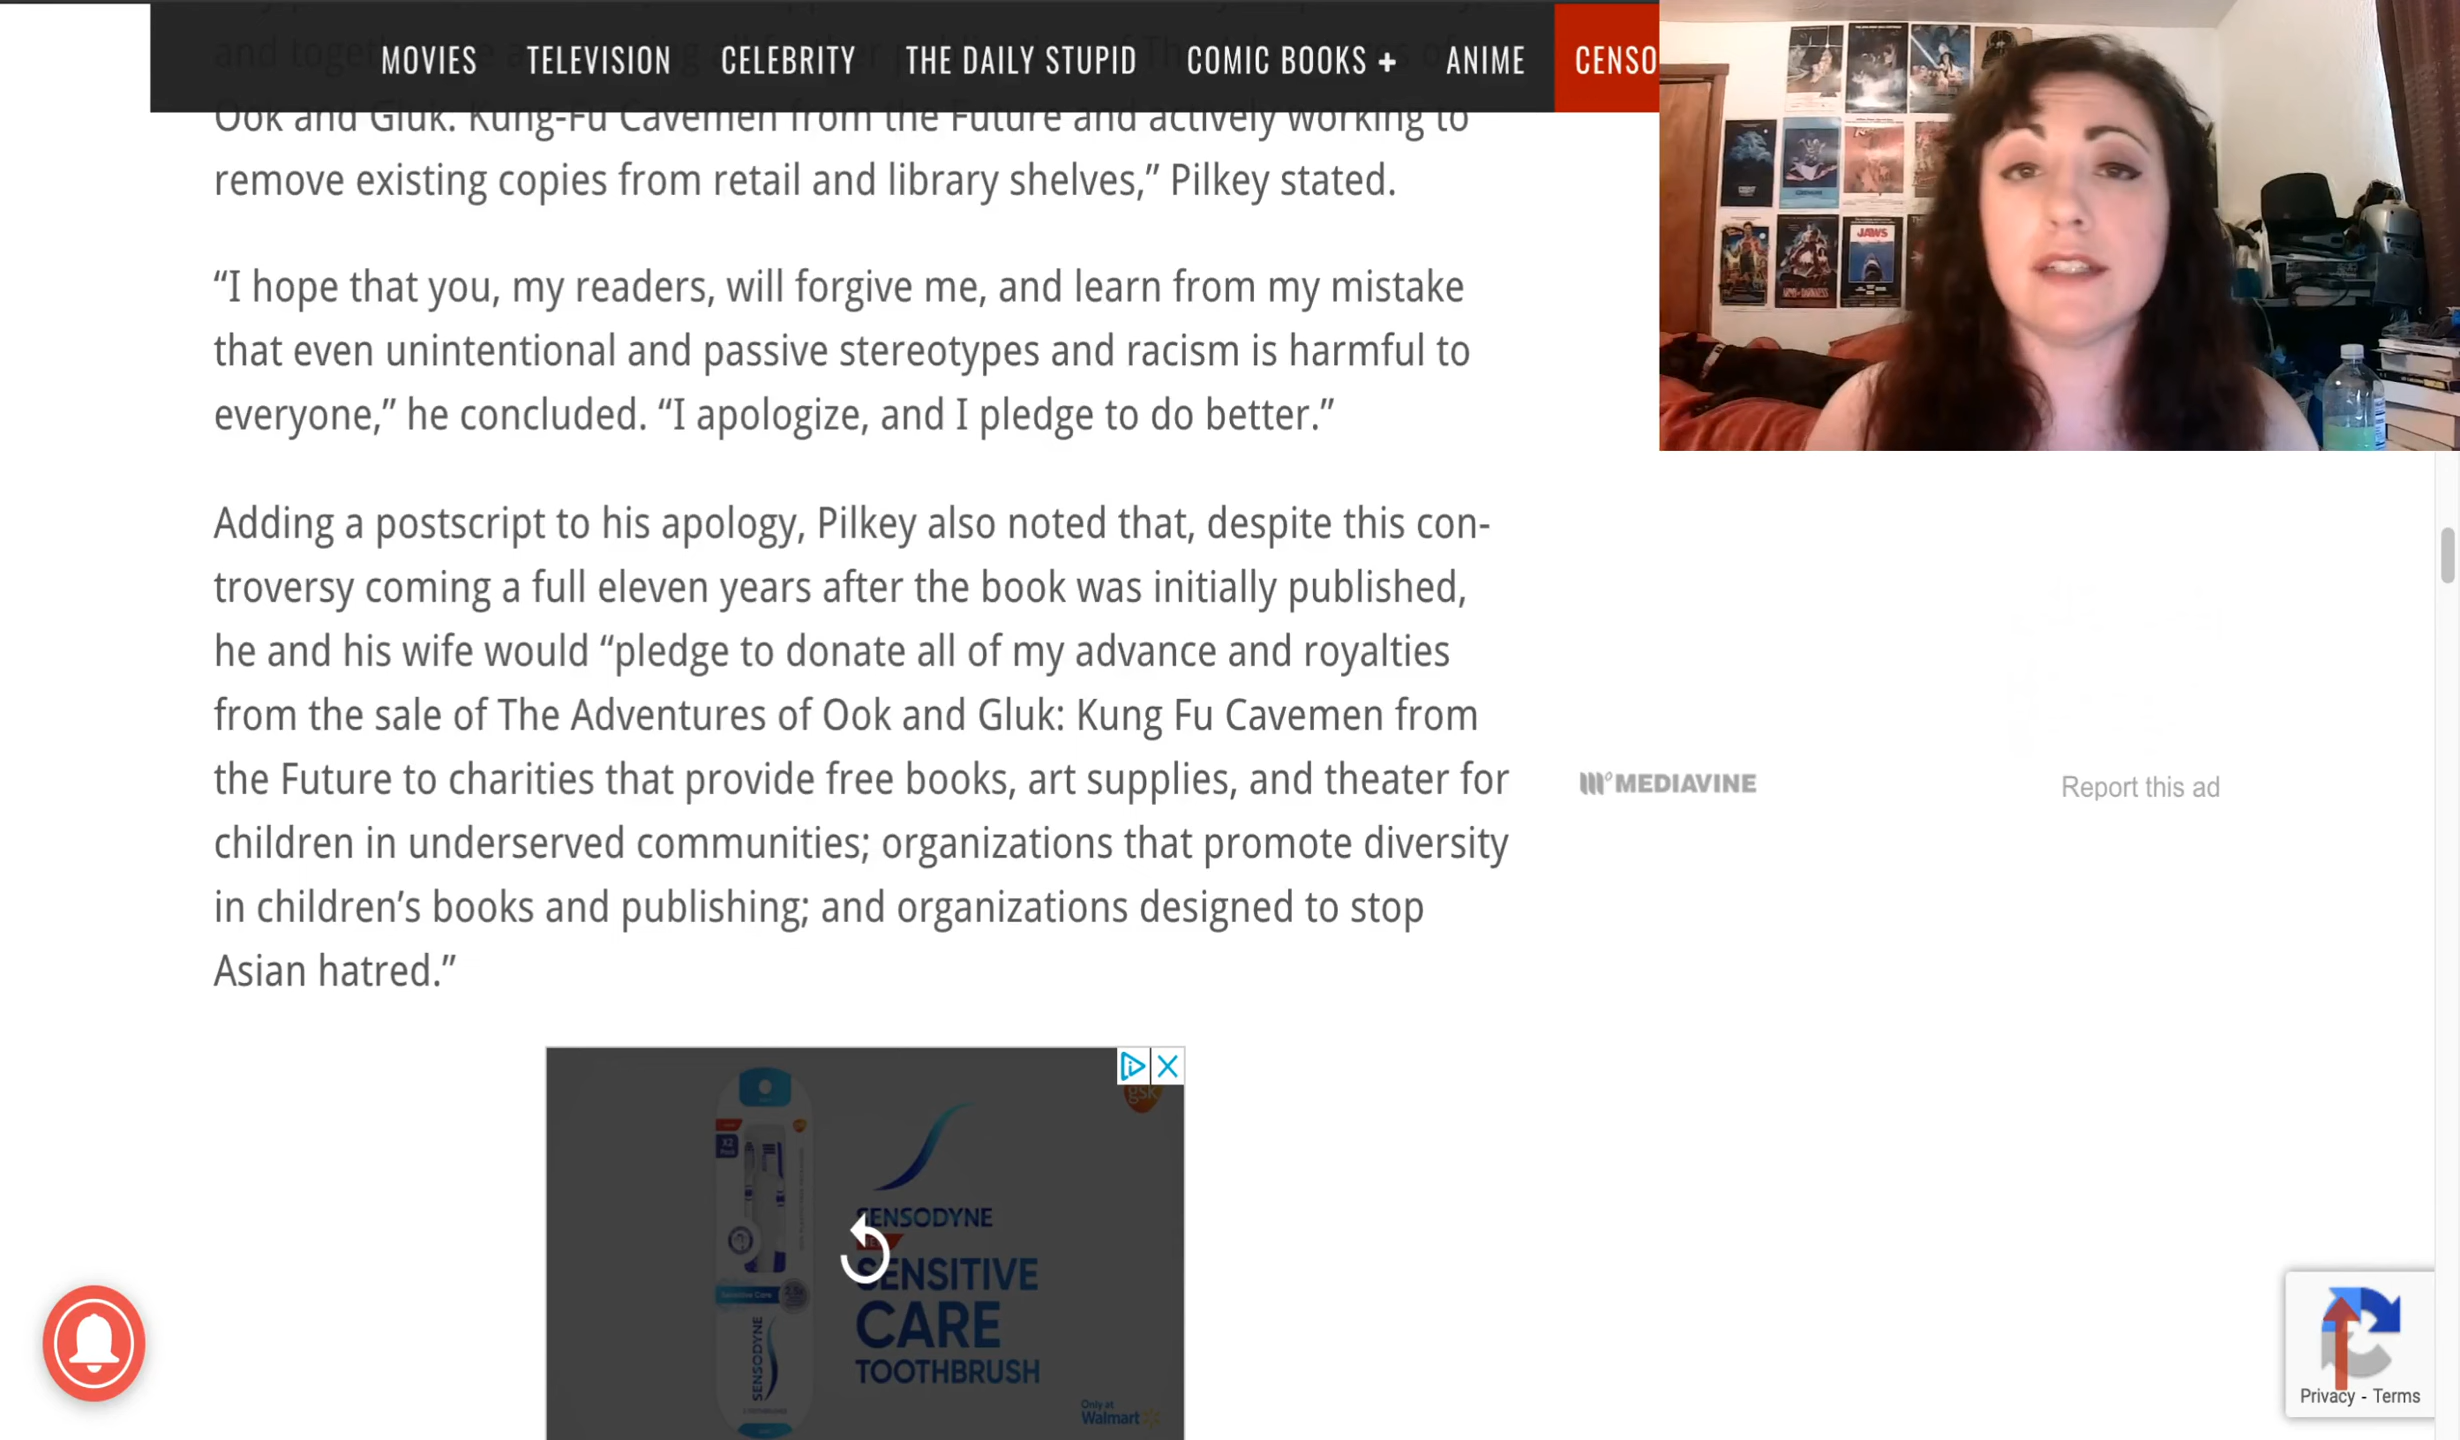 MOVIES TELEVISION CELEBRITY THE DAILY STUPID COMIC BOOKS + ANIME CENSO
Ook and Gluk: Kung-Fu Cavemen from the Future and actively working to
remove existing copies from retail and library shelves,” Pilkey stated.
“I hope that you, my readers, will forgive me, and learn from my mistake
that even unintentional and passive stereotypes and racism is harmful to
everyone,” he concluded. “I apologize, and I pledge to do better.”
Adding a postscript to his apology, Pilkey also noted that, despite this con-
troversy coming a full eleven years after the book was initially published,
he and his wife would “pledge to donate all of my advance and royalties
from the sale of The Adventures of Ook and Gluk: Kung Fu Cavemen from
the Future to charities that provide free books, art supplies, and theater for
children in underserved communities; organizations that promote diversity
in children’s books and publishing; and organizations designed to stop
Asian hatred.”
JAWS
MEDIAVINE
Report this ad
gsk
X2
SENSODYNE
SENSITIVE
CARE
TOOTHBRUSH
Sensitive Care
SENSODYNE
Only at
Walmart
Privacy - Terms